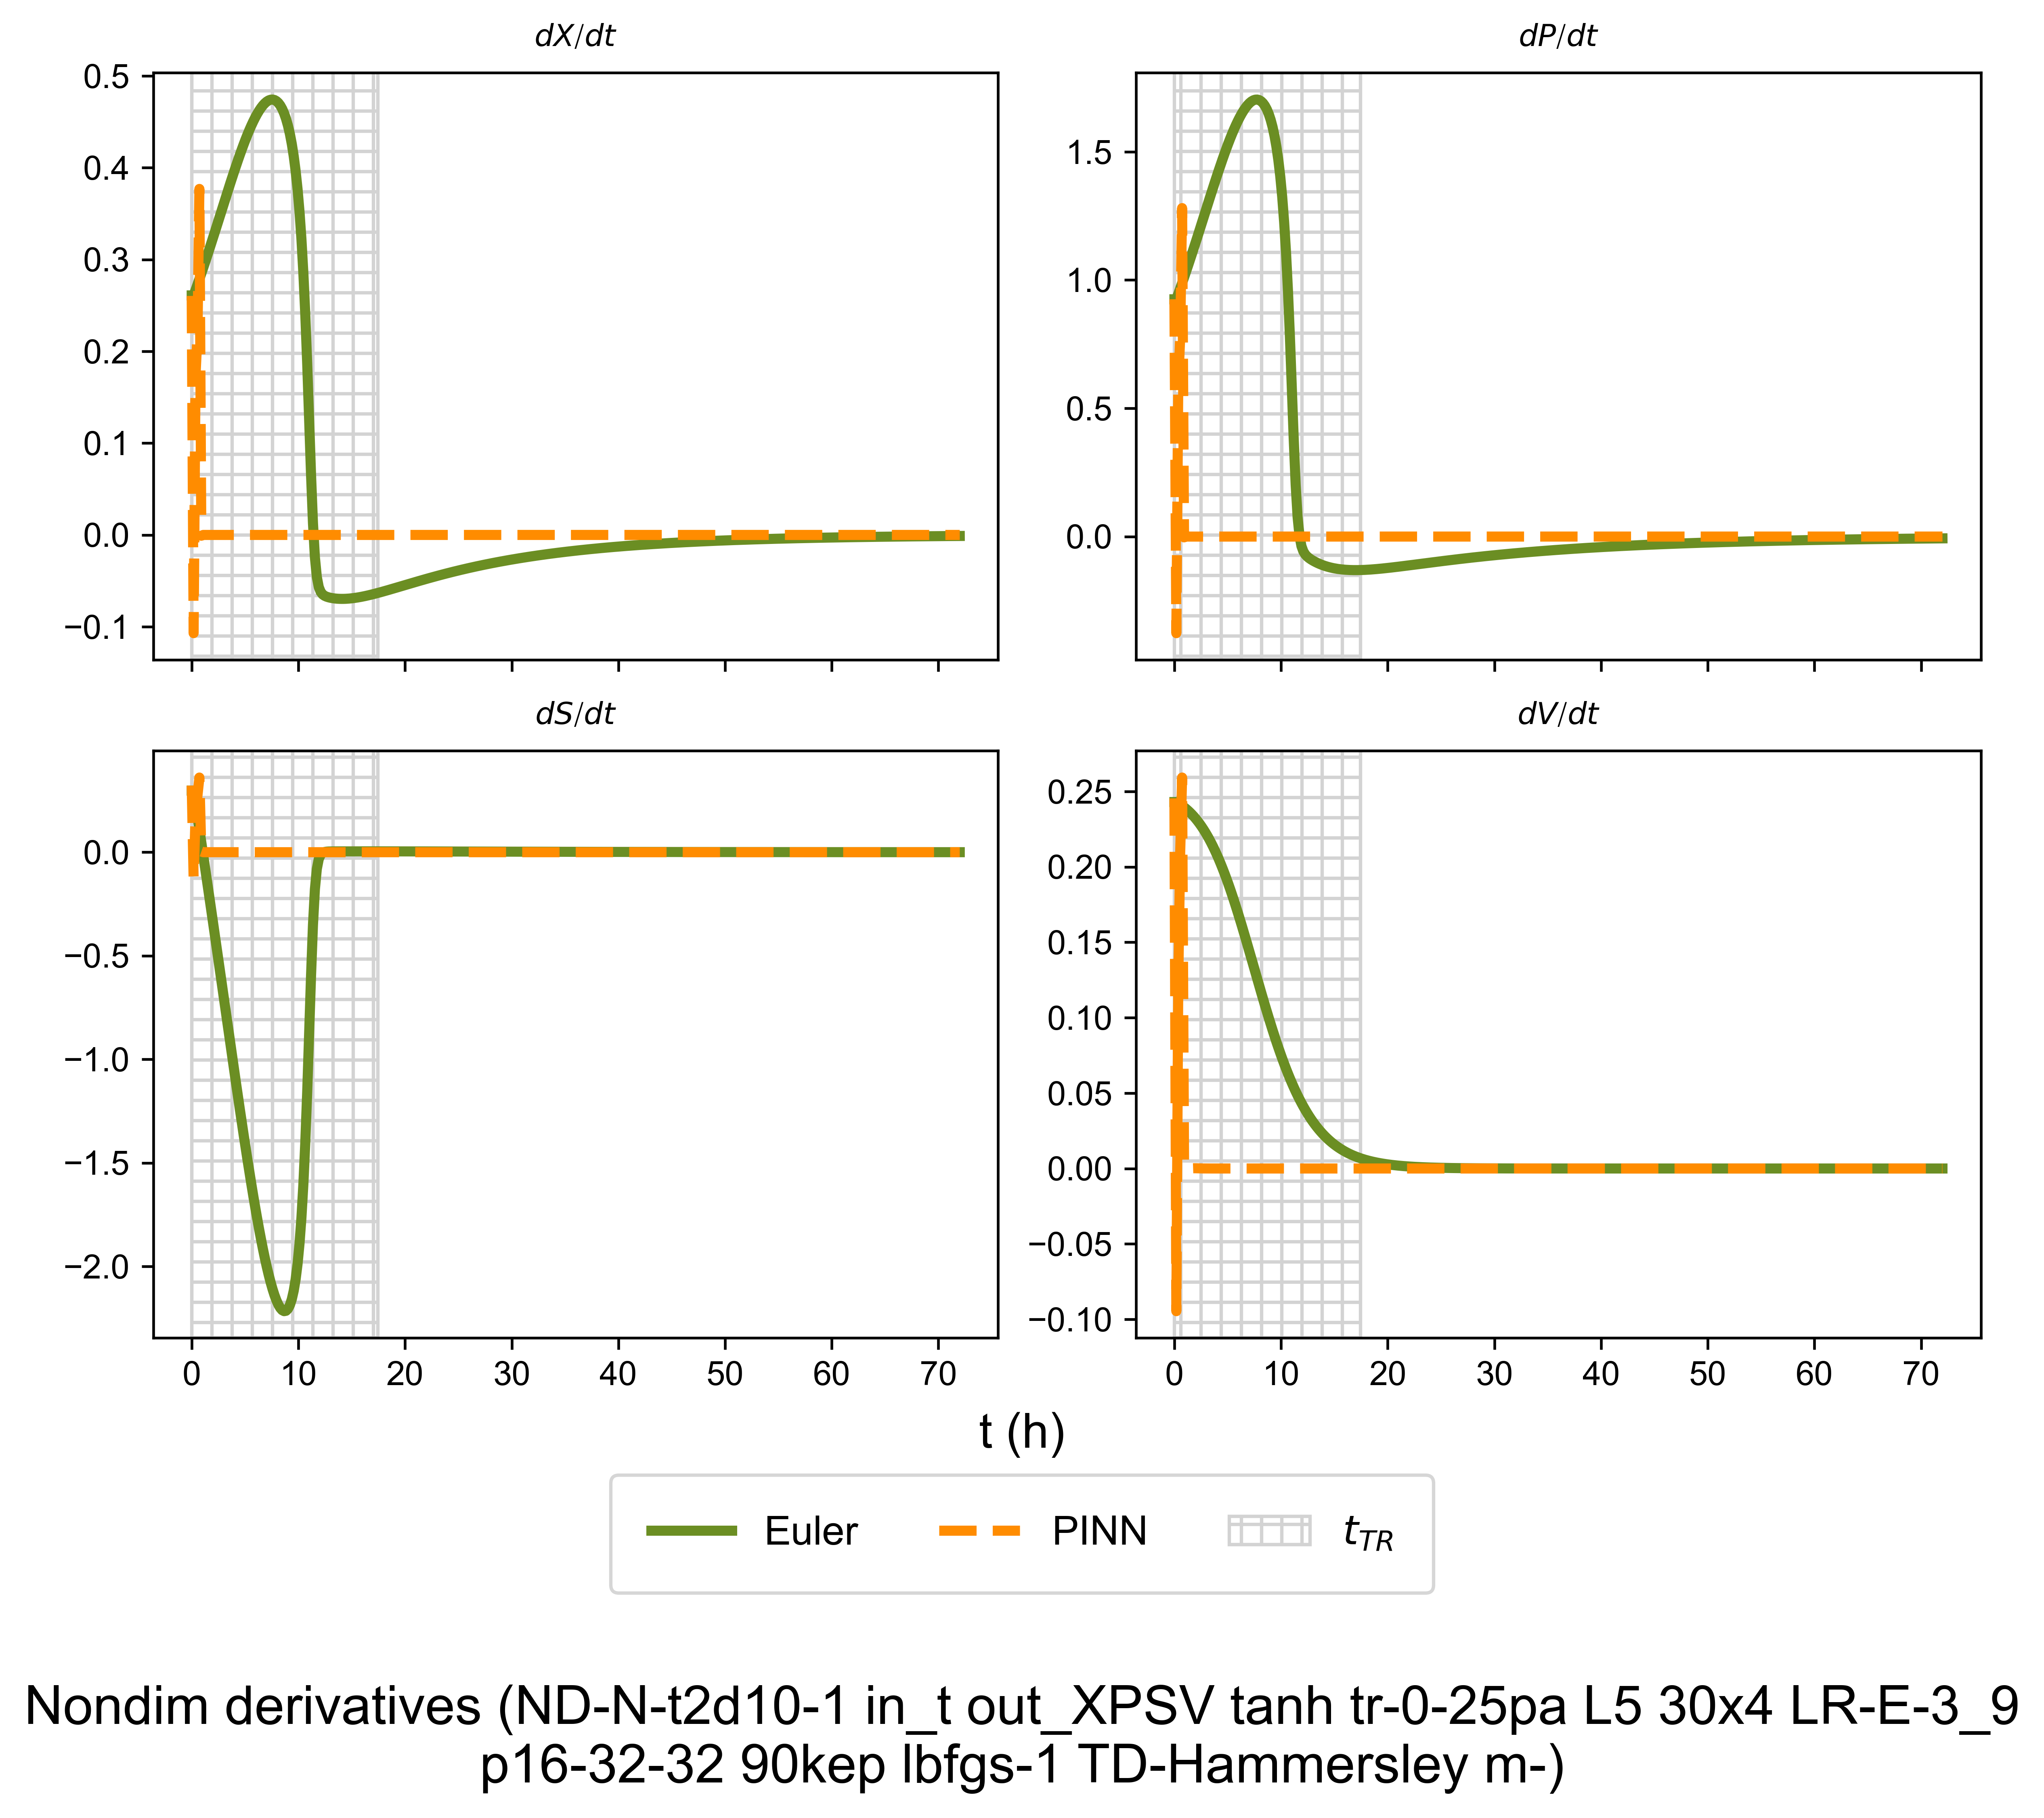 dX/dt
dP/dt
0.5
0.4
0.3
0.2
0.1
0.0
−0.1
1.5
1.0
0.5
0.0
dS/dt
dV/dt
0.0
−0.5
−1.0
−1.5
−2.0
0.25
0.20
0.15
0.10
0.05
0.00
−0.05
−0.10
0 10 20 30 40 50 60 70
0 10 20 30 40 50 60 70
t (h)
Euler PINN t_TR
Nondim derivatives (ND-N-t2d10-1 in_t out_XPSV tanh tr-0-25pa L5 30x4 LR-E-3_9
p16-32-32 90kep lbfgs-1 TD-Hammersley m-)